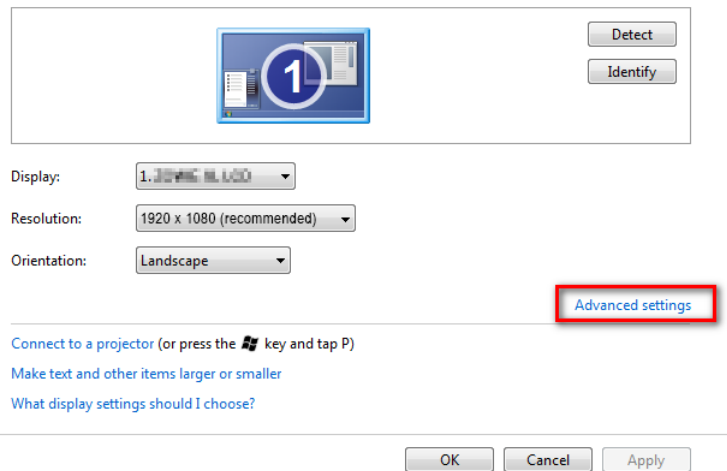 Detect
1
Identify
Display: 1.
Resolution: 1920 x 1080 (recommended)
Orientation: Landscape
Advanced settings
Connect to a projector (or press the key and tap P)
Make text and other items larger or smaller
What display settings should I choose?
OK Cancel Apply